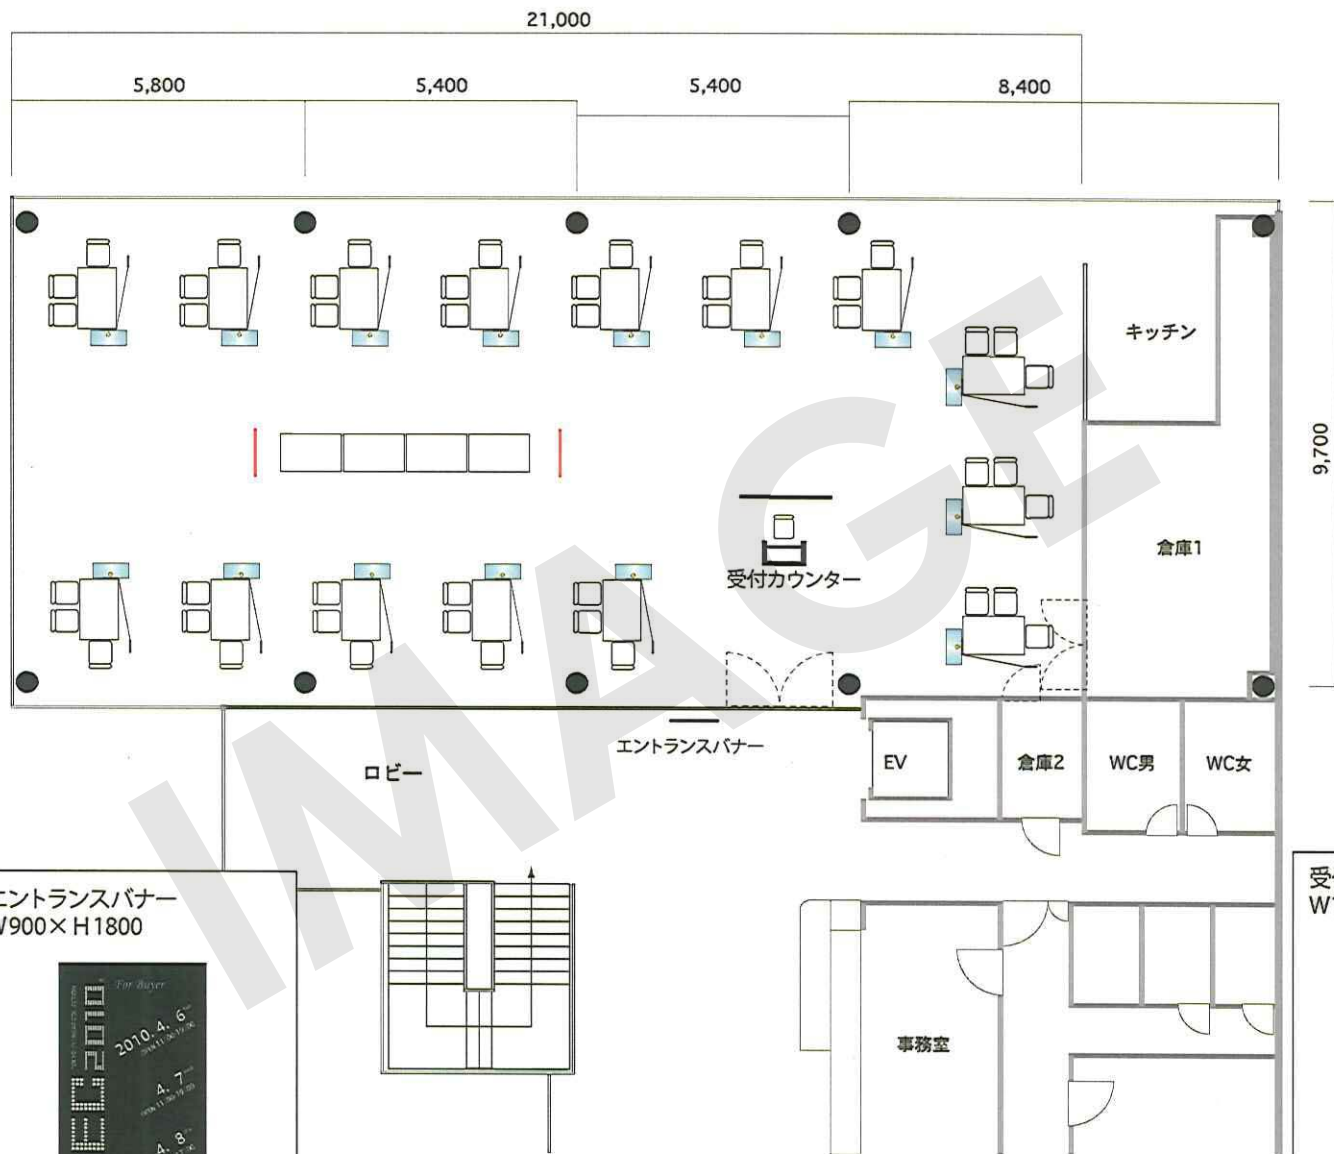 21,000
5,800
5,400
5,400
8,400
キッチン
9,700
倉庫1
受付カウンター
エントランスバナー
ロビー
EV
倉庫2
WC男
WC女
IMAGE
エントランスバナー
W900×H1800
For Buyer
2010. 4. 6
4. 7
4. 8
事務室